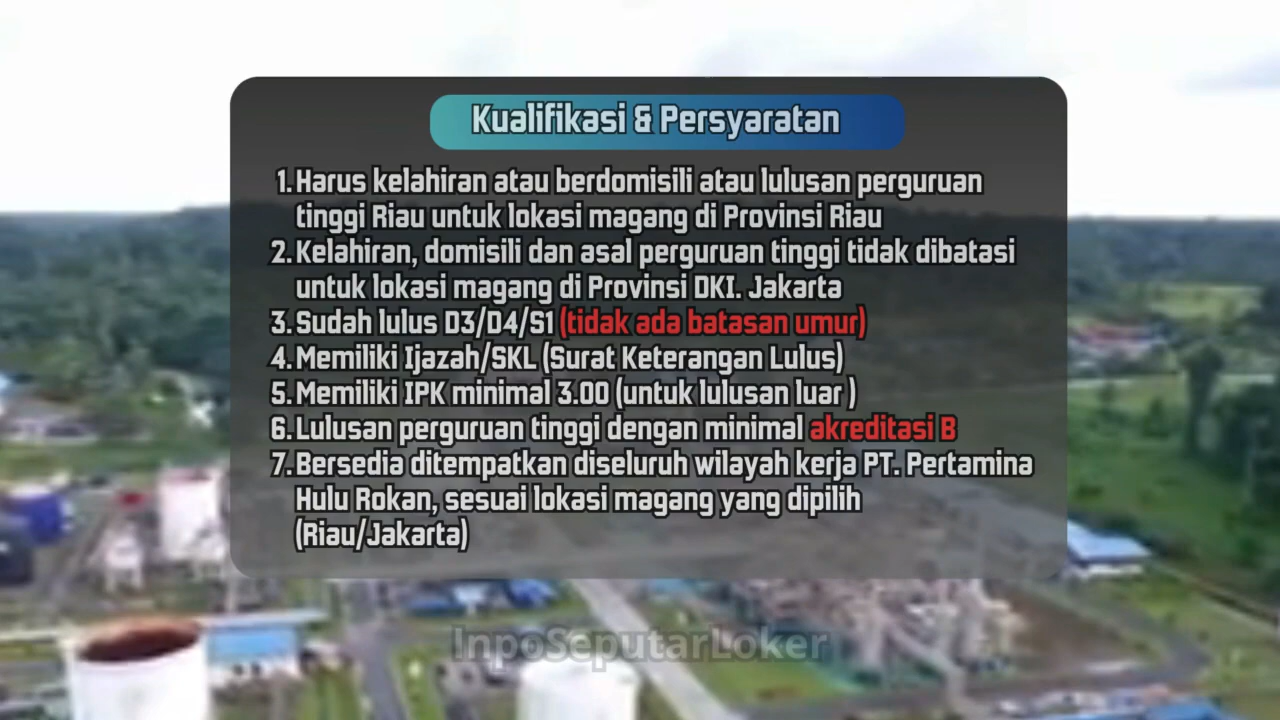 Kualifikasi & Persyaratan
1. Harus kelahiran atau berdomisili atau lulusan perguruan
tinggi Riau untuk lokasi magang di Provinsi Riau
2. Kelahiran, domisili dan asal perguruan tinggi tidak dibatasi
untuk lokasi magang di Provinsi DKI. Jakarta
3. Sudah lulus D3/D4/S1 (tidak ada batasan umur)
4. Memiliki Ijazah/SKL (Surat Keterangan Lulus)
5. Memiliki IPK minimal 3.00 (untuk lulusan luar )
6. Lulusan perguruan tinggi dengan minimal akreditasi B
7. Bersedia ditempatkan diseluruh wilayah kerja PT. Pertamina
Hulu Rokan, sesuai lokasi magang yang dipilih
(Riau/Jakarta)
InpoSeputarLoker